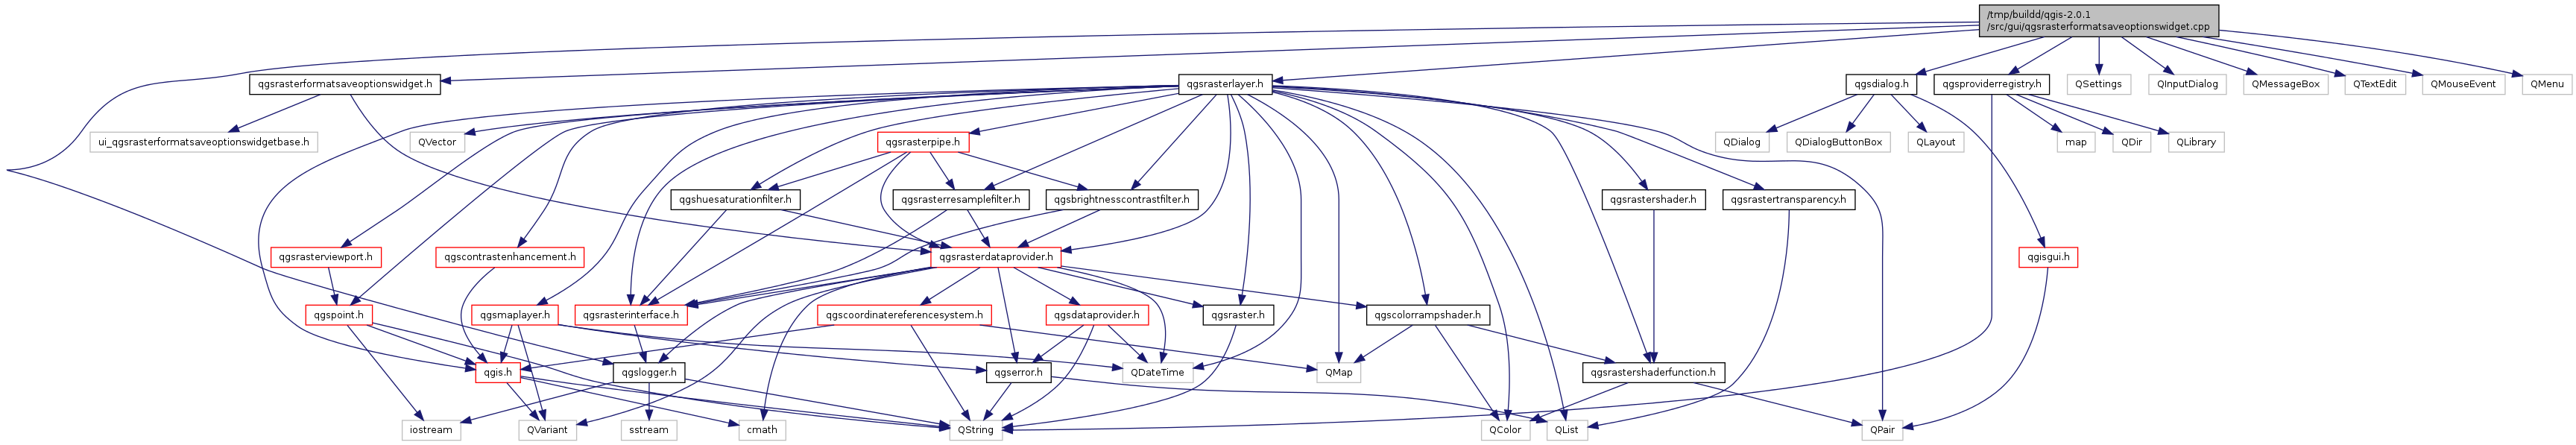 /tmp/buildd/qgis-2.0.1
/src/gui/qgsrasterformatsaveoptionswidget.cpp
qgsrasterformatsaveoptionswidget.h
qgsrasterlayer.h
qgsdialog.h
qgsproviderregistry.h
QSettings
QInputDialog
QMessageBox
QTextEdit
QMouseEvent
QMenu
ui_qgsrasterformatsaveoptionswidgetbase.h
QVector
qgsrasterpipe.h
QDialog
QDialogButtonBox
QLayout
map
QDir
QLibrary
qgshuesaturationfilter.h
qgsrasterresamplefilter.h
qgsbrightnesscontrastfilter.h
qgsrastershader.h
qgsrastertransparency.h
qgsrasterviewport.h
qgscontrastenhancement.h
qgsrasterdataprovider.h
qgisgui.h
qgspoint.h
qgsmaplayer.h
qgsrasterinterface.h
qgscoordinatereferencesystem.h
qgsdataprovider.h
qgsraster.h
qgscolorrampshader.h
qgis.h
qgslogger.h
qgserror.h
QDateTime
QMap
qgsrastershaderfunction.h
iostream
QVariant
sstream
cmath
QString
QColor
QList
QPair